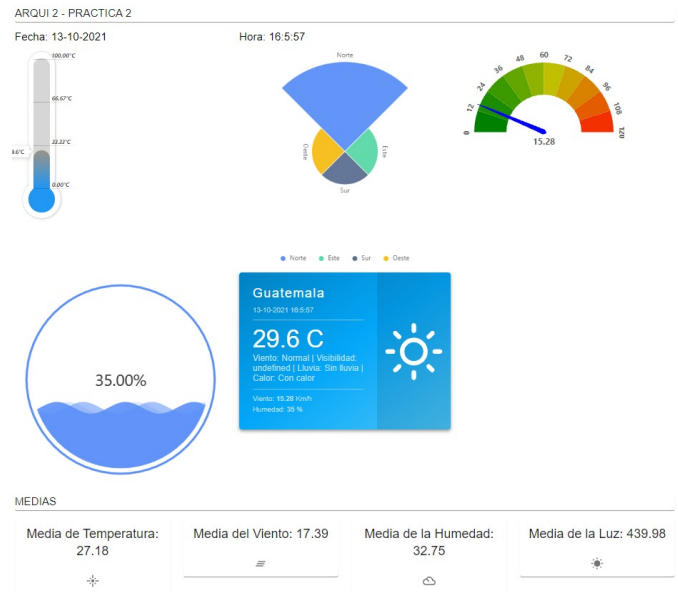 ARQUI 2 - PRACTICA 2
Fecha: 13-10-2021
Hora: 16:5:57
100.00°C
66.67°C
33.33°C
0.00°C
Norte
Oeste
Este
Sur
0
12
24
36
48
60
72
84
96
108
120
15.28
Norte
Este
Sur
Oeste
35.00%
Guatemala
13-10-2021 16:5:57
29.6 C
Viento: Normal | Visibilidad:
undefined | Lluvia: Sin lluvia |
Calor: Con calor
Viento: 15.28 Km/h
Humedad: 35 %
MEDIAS
Media de Temperatura:
27.18
Media del Viento: 17.39
Media de la Humedad:
32.75
Media de la Luz: 439.98